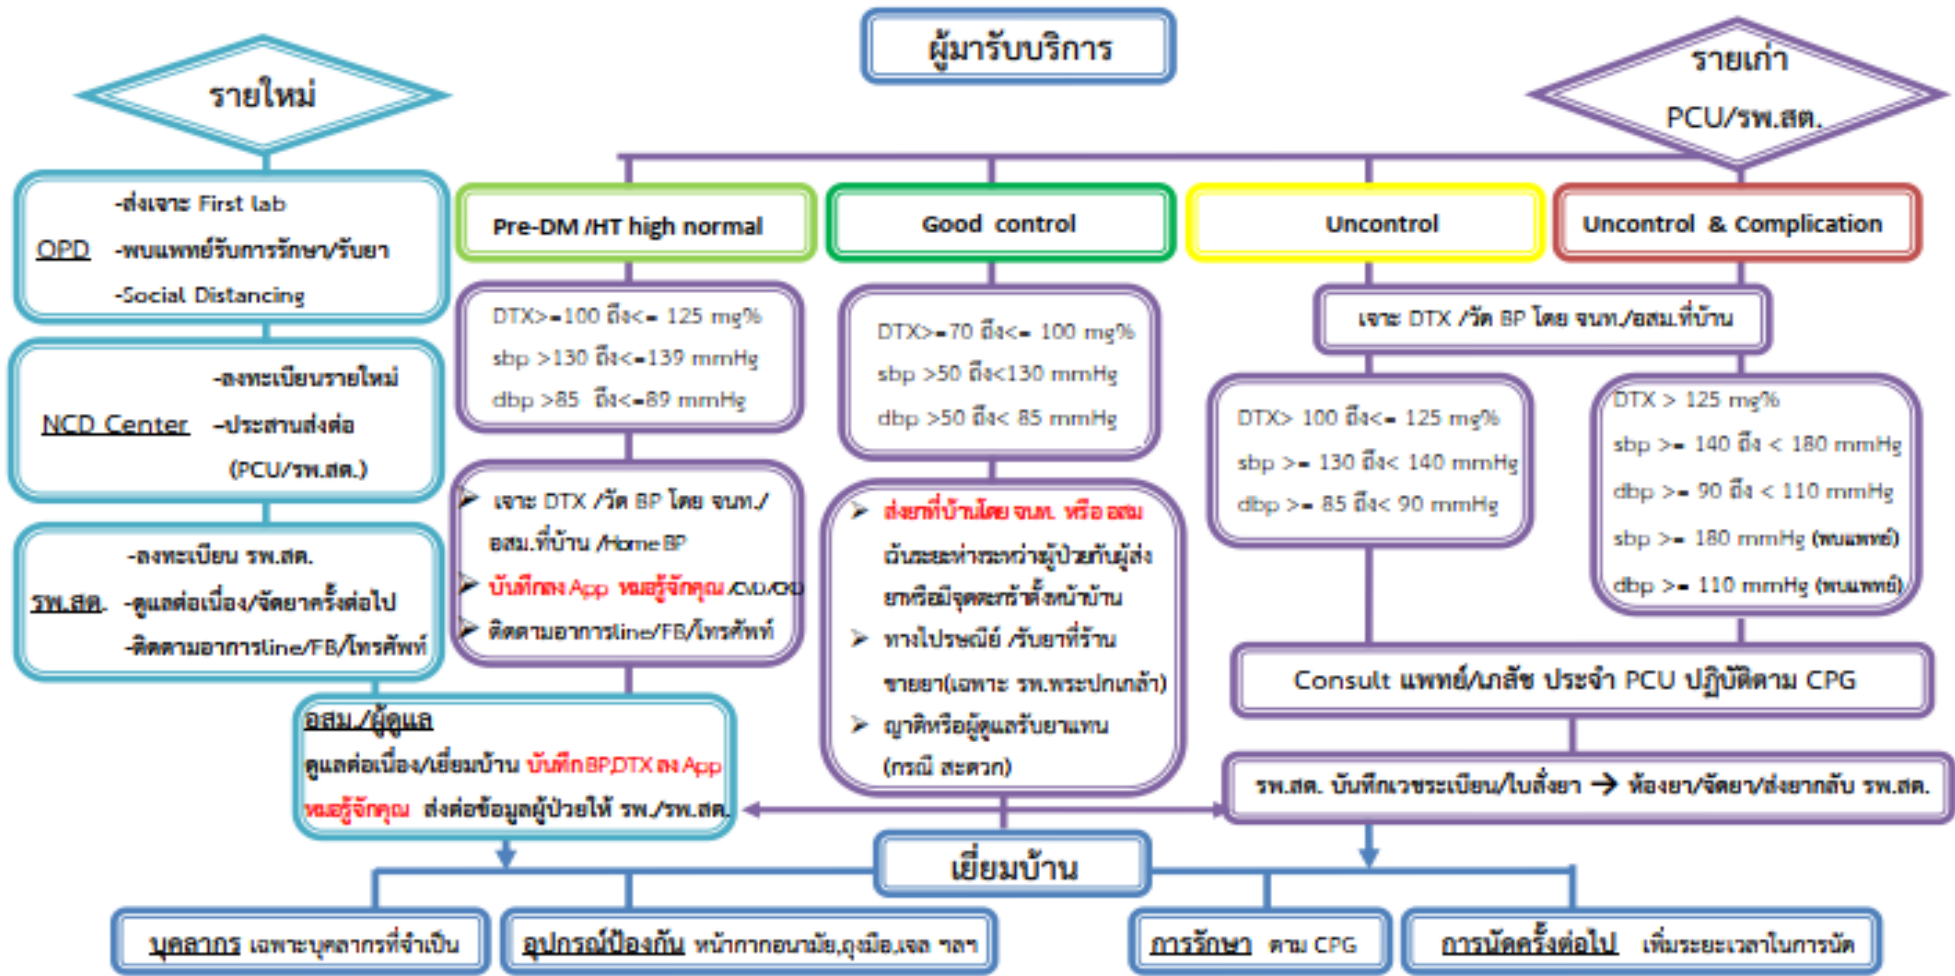 ผู้มารับบริการ
รายใหม่
รายเก่า
PCU/รพ.สต.
OPD
-ส่งเจาะ First lab
-พบแพทย์รับการรักษา/รับยา
-Social Distancing
NCD Center
-ลงทะเบียนรายใหม่
-ประสานส่งต่อ
(PCU/รพ.สต.)
รพ.สต.
-ลงทะเบียน รพ.สต.
-ดูแลต่อเนื่อง/จัดยาครั้งต่อไป
-ติดตามอาการline/FB/โทรศัพท์
อสม./ผู้ดูแล
ดูแลต่อเนื่อง/เยี่ยมบ้าน บันทึกBP,DTX ลง App
หมอรู้จักคุณ ส่งต่อข้อมูลผู้ป่วยให้ รพ./รพ.สต.
Pre-DM /HT high normal
DTX>=100 ถึง<= 125 mg%
sbp >130 ถึง<=139 mmHg
dbp >85 ถึง<=89 mmHg
➢ เจาะ DTX /วัด BP โดย จนท./
อสม.ที่บ้าน /Home BP
➢ บันทึกลง App หมอรู้จักคุณ /CVD/CKD
➢ ติดตามอาการline/FB/โทรศัพท์
Good control
DTX>=70 ถึง<= 100 mg%
sbp >50 ถึง<130 mmHg
dbp >50 ถึง< 85 mmHg
➢ ส่งยาที่บ้านโดย จนท. หรือ อสม
เว้นระยะห่างระหว่างผู้ป่วยกับผู้ส่ง
ยาหรือมีจุดตะกร้าตั้งหน้าบ้าน
➢ ทางไปรษณีย์ /รับยาที่ร้าน
ขายยา(เฉพาะ รพ.พระปกเกล้า)
➢ ญาติหรือผู้ดูแลรับยาแทน
(กรณี สะดวก)
Uncontrol
Uncontrol & Complication
เจาะ DTX /วัด BP โดย จนท./อสม.ที่บ้าน
DTX> 100 ถึง<= 125 mg%
sbp >= 130 ถึง< 140 mmHg
dbp >= 85 ถึง< 90 mmHg
DTX > 125 mg%
sbp >= 140 ถึง < 180 mmHg
dbp >= 90 ถึง < 110 mmHg
sbp >= 180 mmHg (พบแพทย์)
dbp >= 110 mmHg (พบแพทย์)
Consult แพทย์/เภสัช ประจำ PCU ปฏิบัติตาม CPG
รพ.สต. บันทึกเวชระเบียน/ใบสั่งยา → ห้องยา/จัดยา/ส่งยากลับ รพ.สต.
เยี่ยมบ้าน
บุคลากร เฉพาะบุคลากรที่จำเป็น
อุปกรณ์ป้องกัน หน้ากากอนามัย,ถุงมือ,เจล ฯลฯ
การรักษา ตาม CPG
การนัดครั้งต่อไป เพิ่มระยะเวลาในการนัด